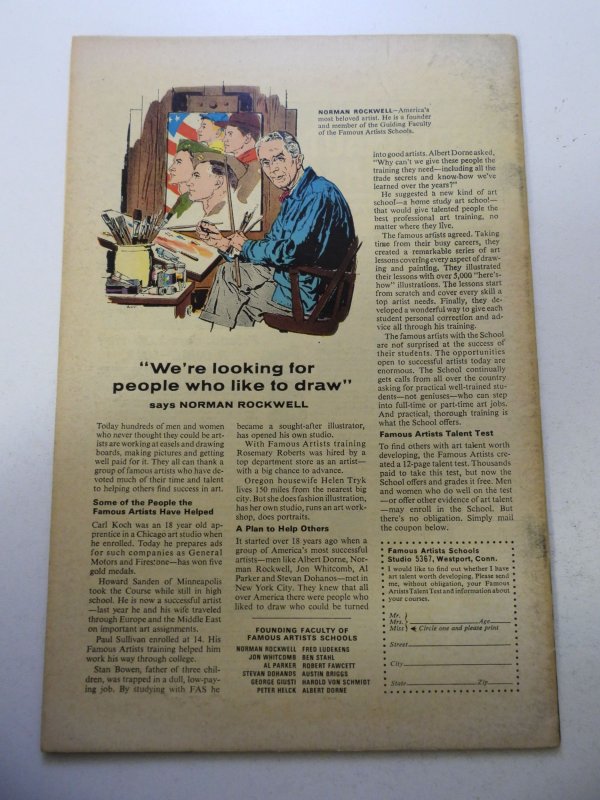 NORMAN ROCKWELL—America's
most beloved artist. He is a founder
and member of the Guiding Faculty
of the Famous Artists Schools.
"We're looking for
people who like to draw"
says NORMAN ROCKWELL
Today hundreds of men and women
who never thought they could be art-
ists are working at easels and drawing
boards, making pictures and getting
well paid for it. They all can thank a
group of famous artists who have de-
voted much of their time and talent
to helping others find success in art.
Some of the People the
Famous Artists Have Helped
Carl Koch was an 18 year old ap-
prentice in a Chicago art studio when
he enrolled. Today he prepares ads
for such companies as General
Motors and Firestone—has won five
gold medals.
Howard Sanden of Minneapolis
took the Course while still in high
school. He is now a successful artist
—last year he and his wife traveled
through Europe and the Middle East
on important art assignments.
Paul Sullivan enrolled at 14. His
Famous Artists training helped him
work his way through college.
Stan Bowen, father of three chil-
dren, was trapped in a dull, low-pay-
ing job. By studying with FAS he
became a sought-after illustrator,
has opened his own studio.
With Famous Artists training
Rosemary Roberts was hired by a
top department store as an artist—
with a big chance to advance.
Oregon housewife Helen Tryk
lives 150 miles from the nearest big
city. But she does fashion illustration,
has her own studio, runs an art work-
shop, does portraits.
A Plan to Help Others
It started over 18 years ago when a
group of America's most successful
artists—men like Albert Dorne, Nor-
man Rockwell, Jon Whitcomb, Al
Parker and Stevan Dohanos—met in
New York City. They knew that all
over America there were people who
liked to draw who could be turned
into good artists. Albert Dorne asked,
"Why can't we give these people the
training they need—including all the
trade secrets and know-how we've
learned over the years?"
He suggested a new kind of art
school—a home study art school—
that would give talented people the
best professional art training, no
matter where they live.
The famous artists agreed. Taking
time from their busy careers, they
created a remarkable series of art
lessons covering every aspect of draw-
ing and painting. They illustrated
their lessons with over 5,000 "here's-
how" illustrations. The lessons start
from scratch and cover every skill a
top artist needs. Finally, they de-
veloped a wonderful way to give each
student personal correction and ad-
vice all through his training.
The famous artists with the School
are not surprised at the success of
their students. The opportunities
open to successful artists today are
enormous. The School continually
gets calls from all over the country
asking for practical well-trained stu-
dents—not geniuses—who can step
into full-time or part-time art jobs.
And practical, thorough training is
what the School offers.
Famous Artists Talent Test
To find others with art talent worth
developing, the Famous Artists cre-
ated a 12-page talent test. Thousands
paid to take this test, but now the
School offers and grades it free. Men
and women who do well on the test
—or offer other evidence of art talent
—may enroll in the School. But
there's no obligation. Simply mail
the coupon below.
FOUNDING FACULTY OF
FAMOUS ARTISTS SCHOOLS
NORMAN ROCKWELL FRED LUDEKENS
JON WHITCOMB BEN STAHL
AL PARKER ROBERT FAWCETT
STEVAN DOHANOS AUSTIN BRIGGS
GEORGE GIUSTI HAROLD VON SCHMIDT
PETER HELCK ALBERT DORNE
Famous Artists Schools
Studio 5367, Westport, Conn.
I would like to find out whether I have
art talent worth developing. Please send
me, without obligation, your Famous
Artists Talent Test and information about
your courses.
Mr.
Mrs. Age
Miss Circle one and please print
Street
City
State Zip